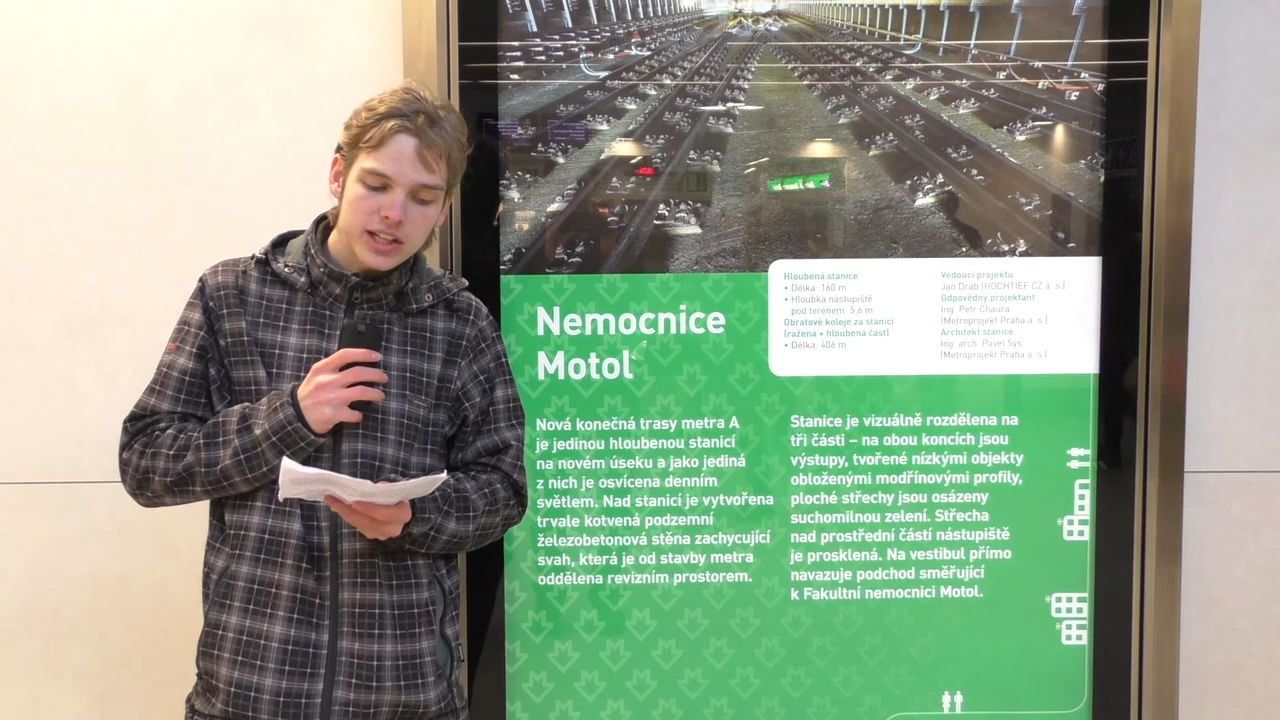 Hloubená stanice
• Délka: 160 m
• Hloubka nástupiště
pod terénem: 5,6 m
Obratové koleje za stanicí
(ražená + hloubená část)
• Délka: 406 m
Vedoucí projektu
Jan Drab (HOCHTIEF CZ a. s.)
Odpovědný projektant
Ing. Petr Chaura
(Metroprojekt Praha a. s.)
Architekt stanice
Ing. arch. Pavel Sýs
(Metroprojekt Praha a. s.)
Nemocnice
Motol
Nová konečná trasy metra A
je jedinou hloubenou stanicí
na novém úseku a jako jediná
z nich je osvícena denním
světlem. Nad stanicí je vytvořena
trvale kotvená podzemní
železobetonová stěna zachycující
svah, která je od stavby metra
oddělena revizním prostorem.
Stanice je vizuálně rozdělena na
tři části – na obou koncích jsou
výstupy, tvořené nízkými objekty
obloženými modřínovými profily,
ploché střechy jsou osázeny
suchomilnou zelení. Střecha
nad prostřední částí nástupiště
je prosklená. Na vestibul přímo
navazuje podchod směřující
k Fakultní nemocnici Motol.